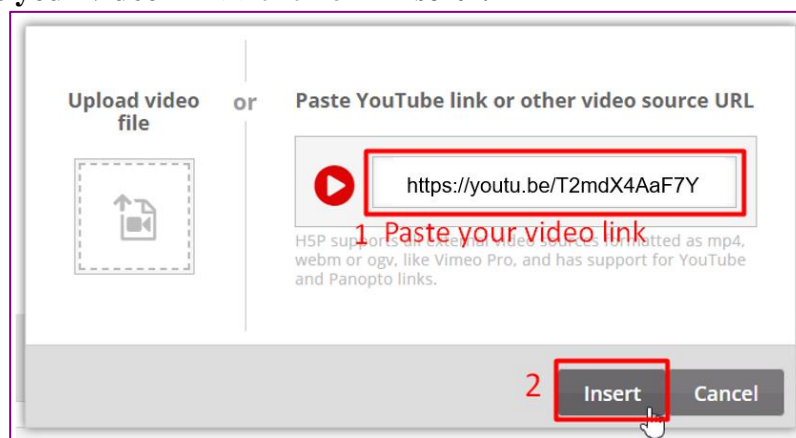 Upload video file
or
Paste YouTube link or other video source URL
https://youtu.be/T2mdX4AaF7Y
1 Paste your video link
H5P supports all external video sources formatted as mp4,
webm or ogv, like Vimeo Pro, and has support for YouTube
and Panopto links.
2
Insert
Cancel